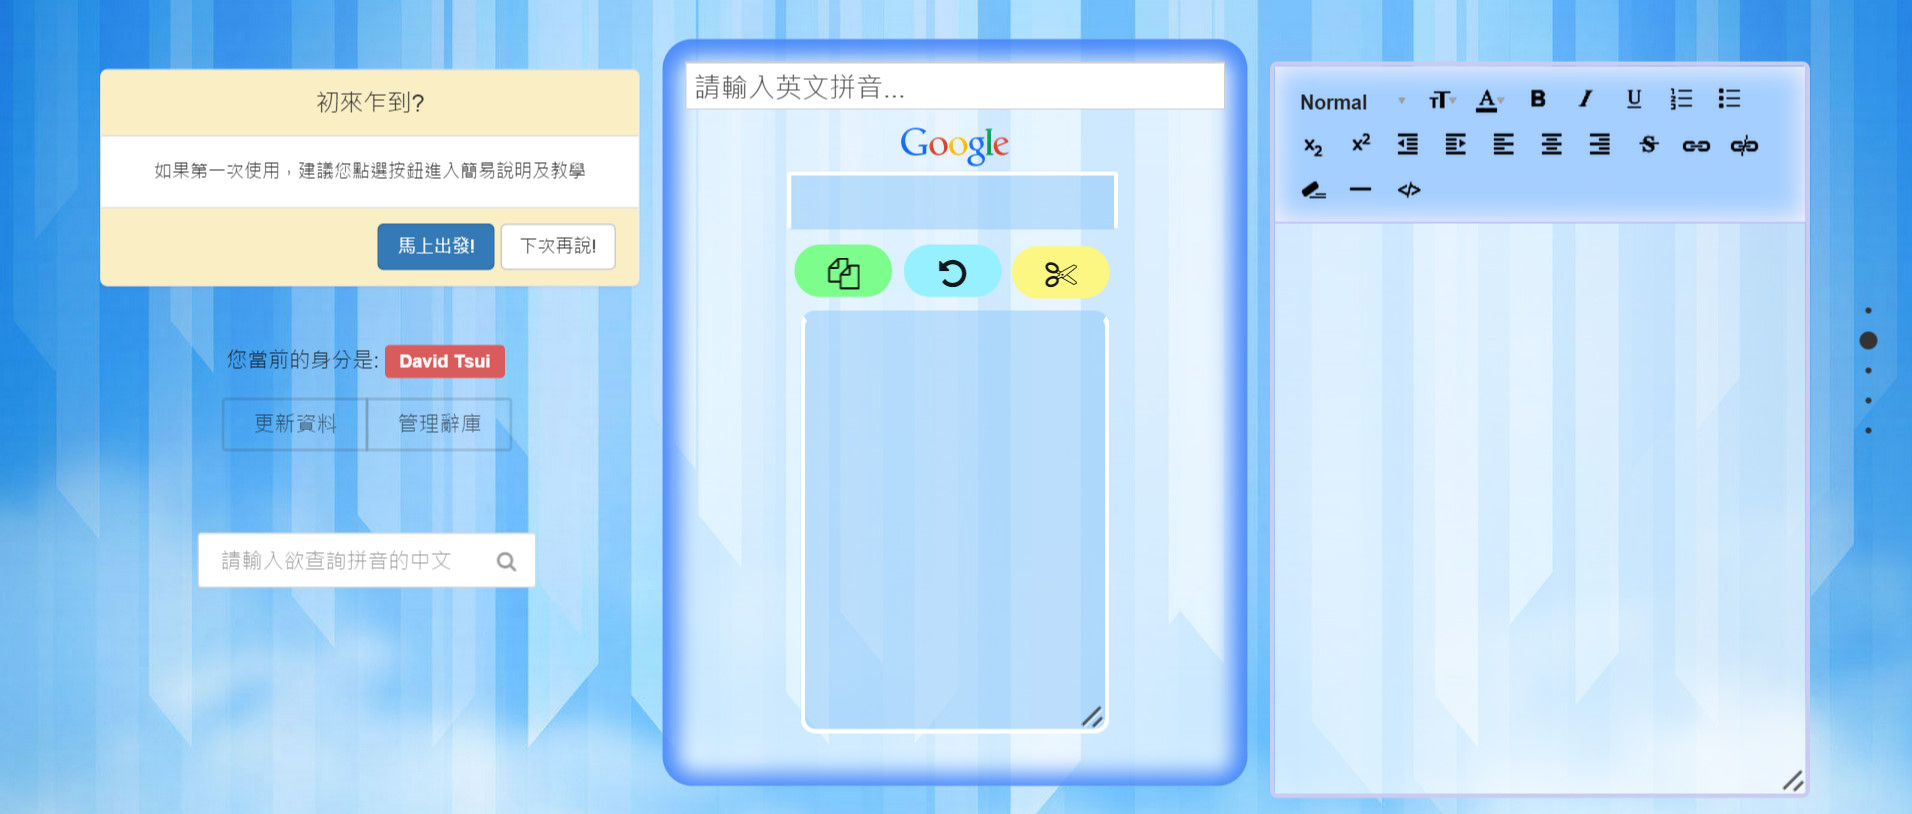 初來乍到?
如果第一次使用，建議您點選按鈕進入簡易說明及教學
馬上出發!
下次再說!
您當前的身分是: David Tsui
更新資料
管理辭庫
請輸入欲查詢拼音的中文
請輸入英文拼音...
Google
Normal